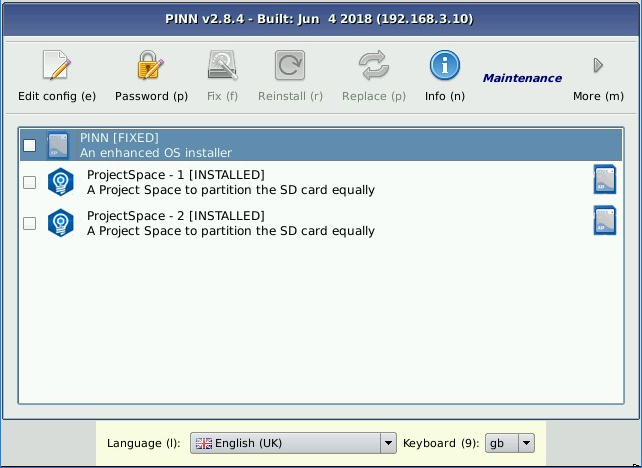 PINN v2.8.4 - Built: Jun  4 2018 (192.168.3.10)
Edit config (e) Password (p) Fix (f) Reinstall (r) Replace (p) Info (n) Maintenance More (m)
PINN [FIXED]
An enhanced OS installer
ProjectSpace - 1 [INSTALLED]
A Project Space to partition the SD card equally
ProjectSpace - 2 [INSTALLED]
A Project Space to partition the SD card equally
Language (l): English (UK) Keyboard (9): gb